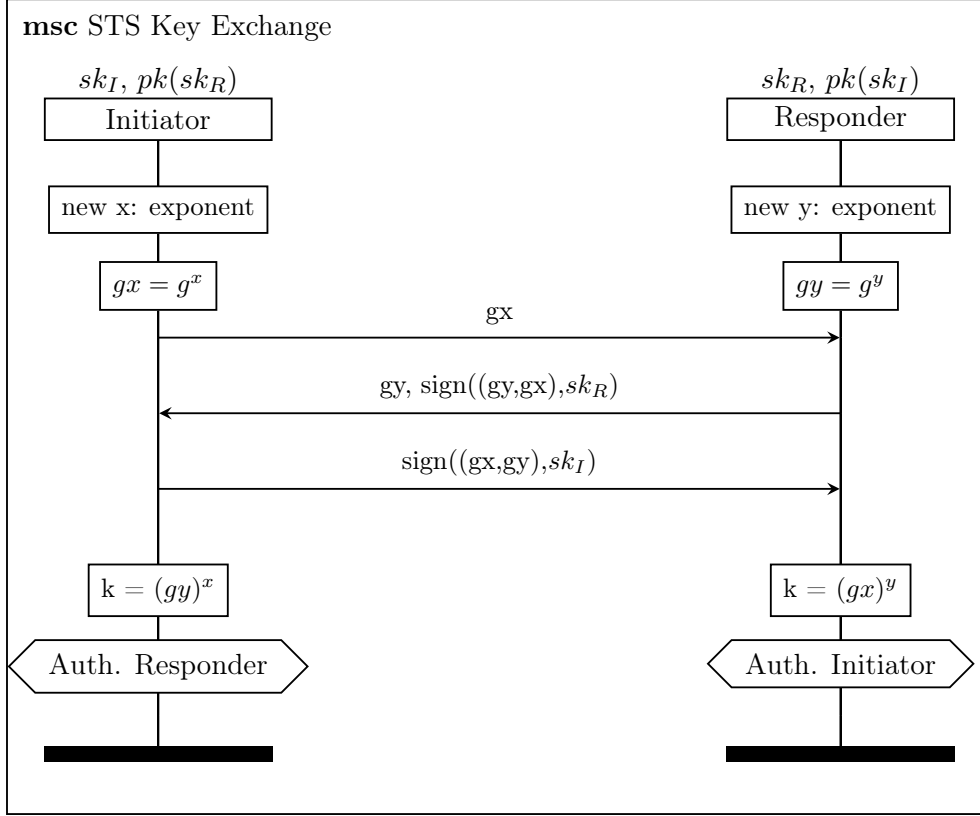 msc STS Key Exchange
sk_I, pk(sk_R)
sk_R, pk(sk_I)
Initiator
Responder
new x: exponent
new y: exponent
gx = g^x
gy = g^y
gx
gy, sign((gy,gx),sk_R)
sign((gx,gy),sk_I)
k = (gy)^x
k = (gx)^y
Auth. Responder
Auth. Initiator